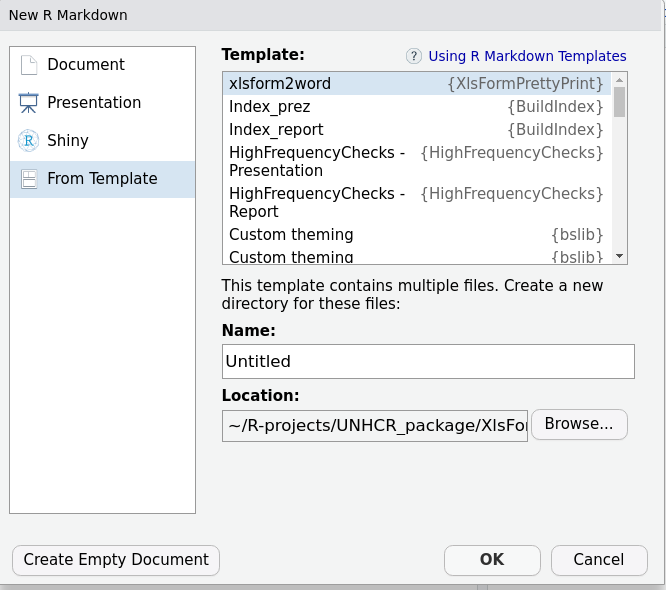 New R Markdown
Document
Presentation
Shiny
From Template
Template:
? Using R Markdown Templates
xlsform2word {XlsFormPrettyPrint}
Index_prez {BuildIndex}
Index_report {BuildIndex}
HighFrequencyChecks - {HighFrequencyChecks}
Presentation
HighFrequencyChecks - {HighFrequencyChecks}
Report
Custom theming {bslib}
Custom theming {bslib}
This template contains multiple files. Create a new
directory for these files:
Name:
Untitled
Location:
~/R-projects/UNHCR_package/XlsFor
Browse...
Create Empty Document
OK
Cancel